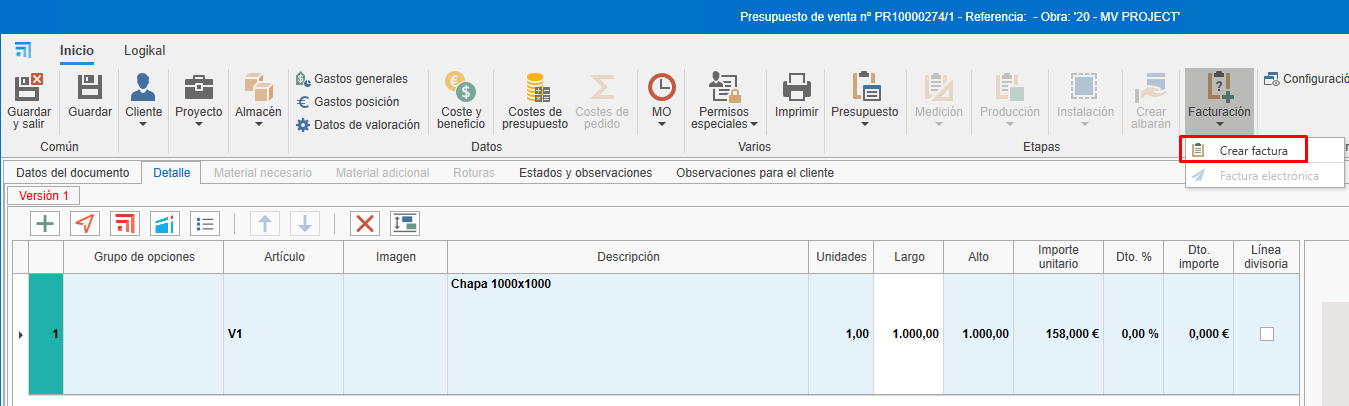 Presupuesto de venta nº PR10000274/1 - Referencia: - Obra: '20 - MV PROJECT'
Inicio Logikal
Guardar y salir
Guardar
Cliente
Proyecto
Almacén
Gastos generales
Gastos posición
Datos de valoración
Coste y beneficio
Costes de presupuesto
Costes de pedido
MO
Permisos especiales
Imprimir
Presupuesto
Medición
Producción
Instalación
Crear albarán
Facturación
Configuració
Común Datos Varios Etapas
Crear factura
Factura electrónica
Datos del documento Detalle Material necesario Material adicional Roturas Estados y observaciones Observaciones para el cliente
Versión 1
Grupo de opciones Artículo Imagen Descripción Unidades Largo Alto Importe unitario Dto. % Dto. importe Línea divisoria
Chapa 1000x1000
1 V1 1,00 1.000,00 1.000,00 158,000 € 0,00 % 0,000 €